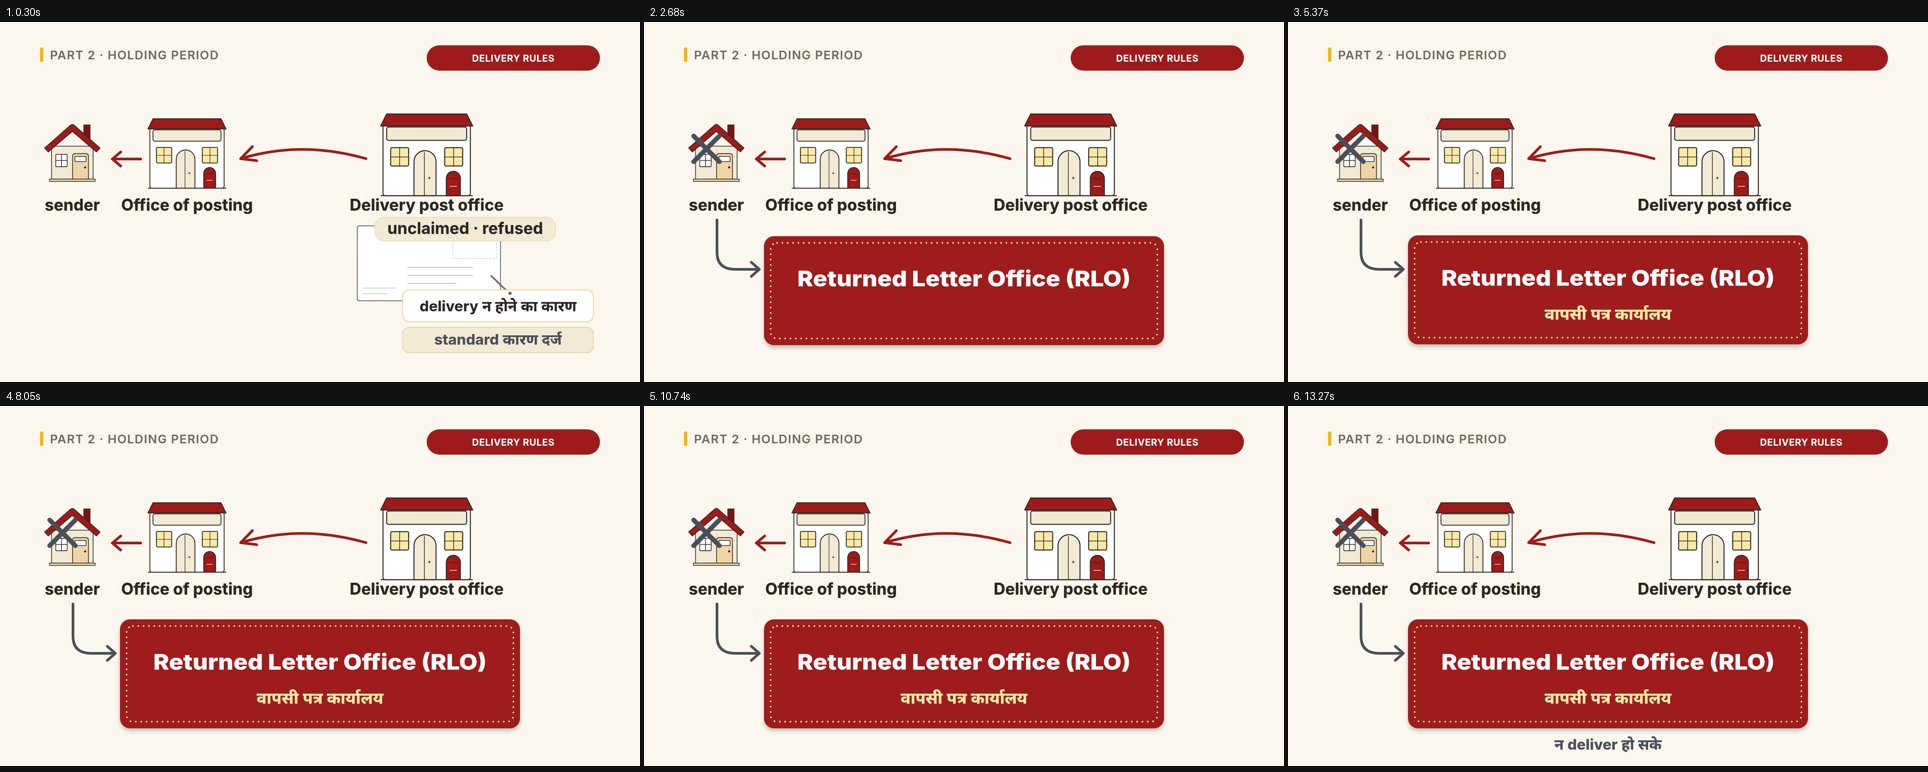 1. 0.30s
PART 2 · HOLDING PERIOD
DELIVERY RULES
sender
Office of posting
Delivery post office
unclaimed · refused
delivery न होने का कारण
standard कारण दर्ज
2. 2.68s
PART 2 · HOLDING PERIOD
DELIVERY RULES
sender
Office of posting
Delivery post office
Returned Letter Office (RLO)
3. 5.37s
PART 2 · HOLDING PERIOD
DELIVERY RULES
sender
Office of posting
Delivery post office
Returned Letter Office (RLO)
वापसी पत्र कार्यालय
4. 8.05s
PART 2 · HOLDING PERIOD
DELIVERY RULES
sender
Office of posting
Delivery post office
Returned Letter Office (RLO)
वापसी पत्र कार्यालय
5. 10.74s
PART 2 · HOLDING PERIOD
DELIVERY RULES
sender
Office of posting
Delivery post office
Returned Letter Office (RLO)
वापसी पत्र कार्यालय
6. 13.27s
PART 2 · HOLDING PERIOD
DELIVERY RULES
sender
Office of posting
Delivery post office
Returned Letter Office (RLO)
वापसी पत्र कार्यालय
न deliver हो सके